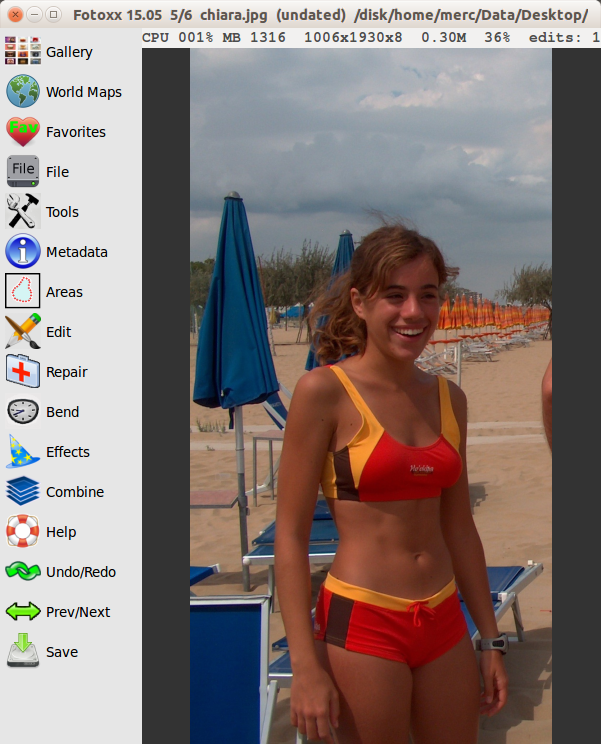 Fotoxx 15.05 5/6 chiara.jpg (undated) /disk/home/merc/Data/Desktop/
CPU 001% MB 1316 1006x1930x8 0.30M 36% edits: 1
Gallery
World Maps
Fav
Favorites
File
File
Tools
Metadata
Areas
Edit
Repair
Bend
Effects
Combine
Help
Undo/Redo
Prev/Next
Save